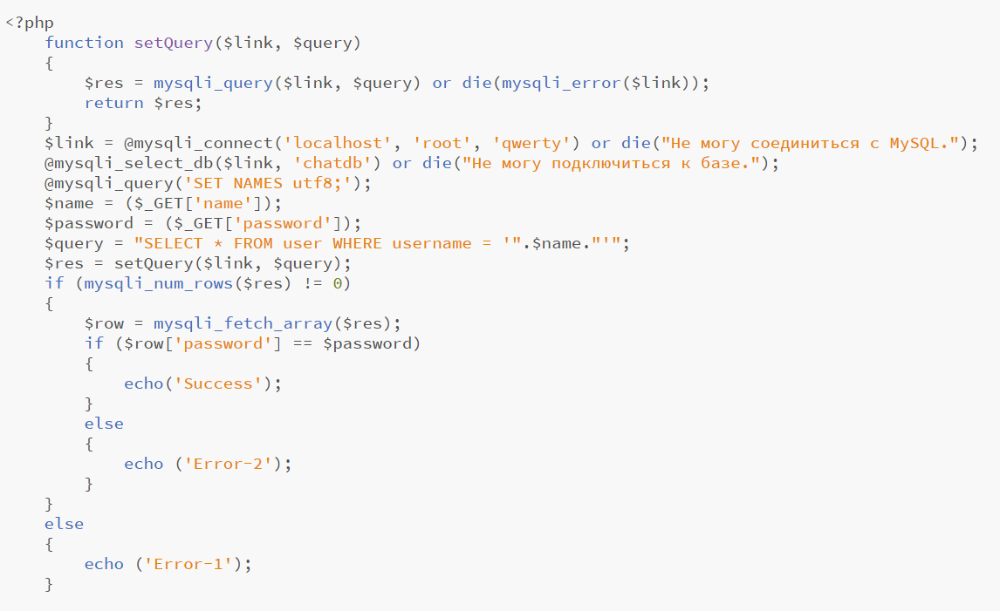 <?php
    function setQuery($link, $query)
    {
        $res = mysqli_query($link, $query) or die(mysqli_error($link));
        return $res;
    }
    $link = @mysqli_connect('localhost', 'root', 'qwerty') or die("Не могу соединиться с MySQL.");
    @mysqli_select_db($link, 'chatdb') or die("Не могу подключиться к базе.");
    @mysqli_query('SET NAMES utf8;');
    $name = ($_GET['name']);
    $password = ($_GET['password']);
    $query = "SELECT * FROM user WHERE username = '".$name."'";
    $res = setQuery($link, $query);
    if (mysqli_num_rows($res) != 0)
    {
        $row = mysqli_fetch_array($res);
        if ($row['password'] == $password)
        {
            echo('Success');
        }
        else
        {
            echo ('Error-2');
        }
    }
    else
    {
        echo ('Error-1');
    }